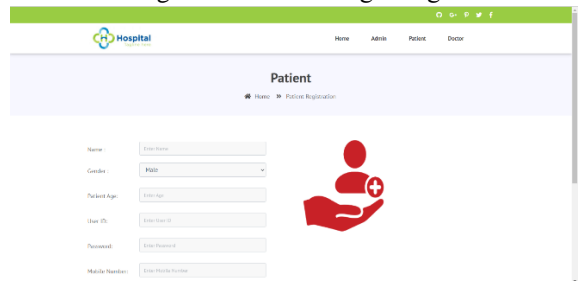 Hospital
Home Admin Patient Doctor
Patient
Home » Patient Registration
Name :
Enter Name
Gender :
Male
Patient Age:
Enter Age
User ID:
Enter User ID
Password:
Enter Password
Mobile Number:
Enter Mobile Number